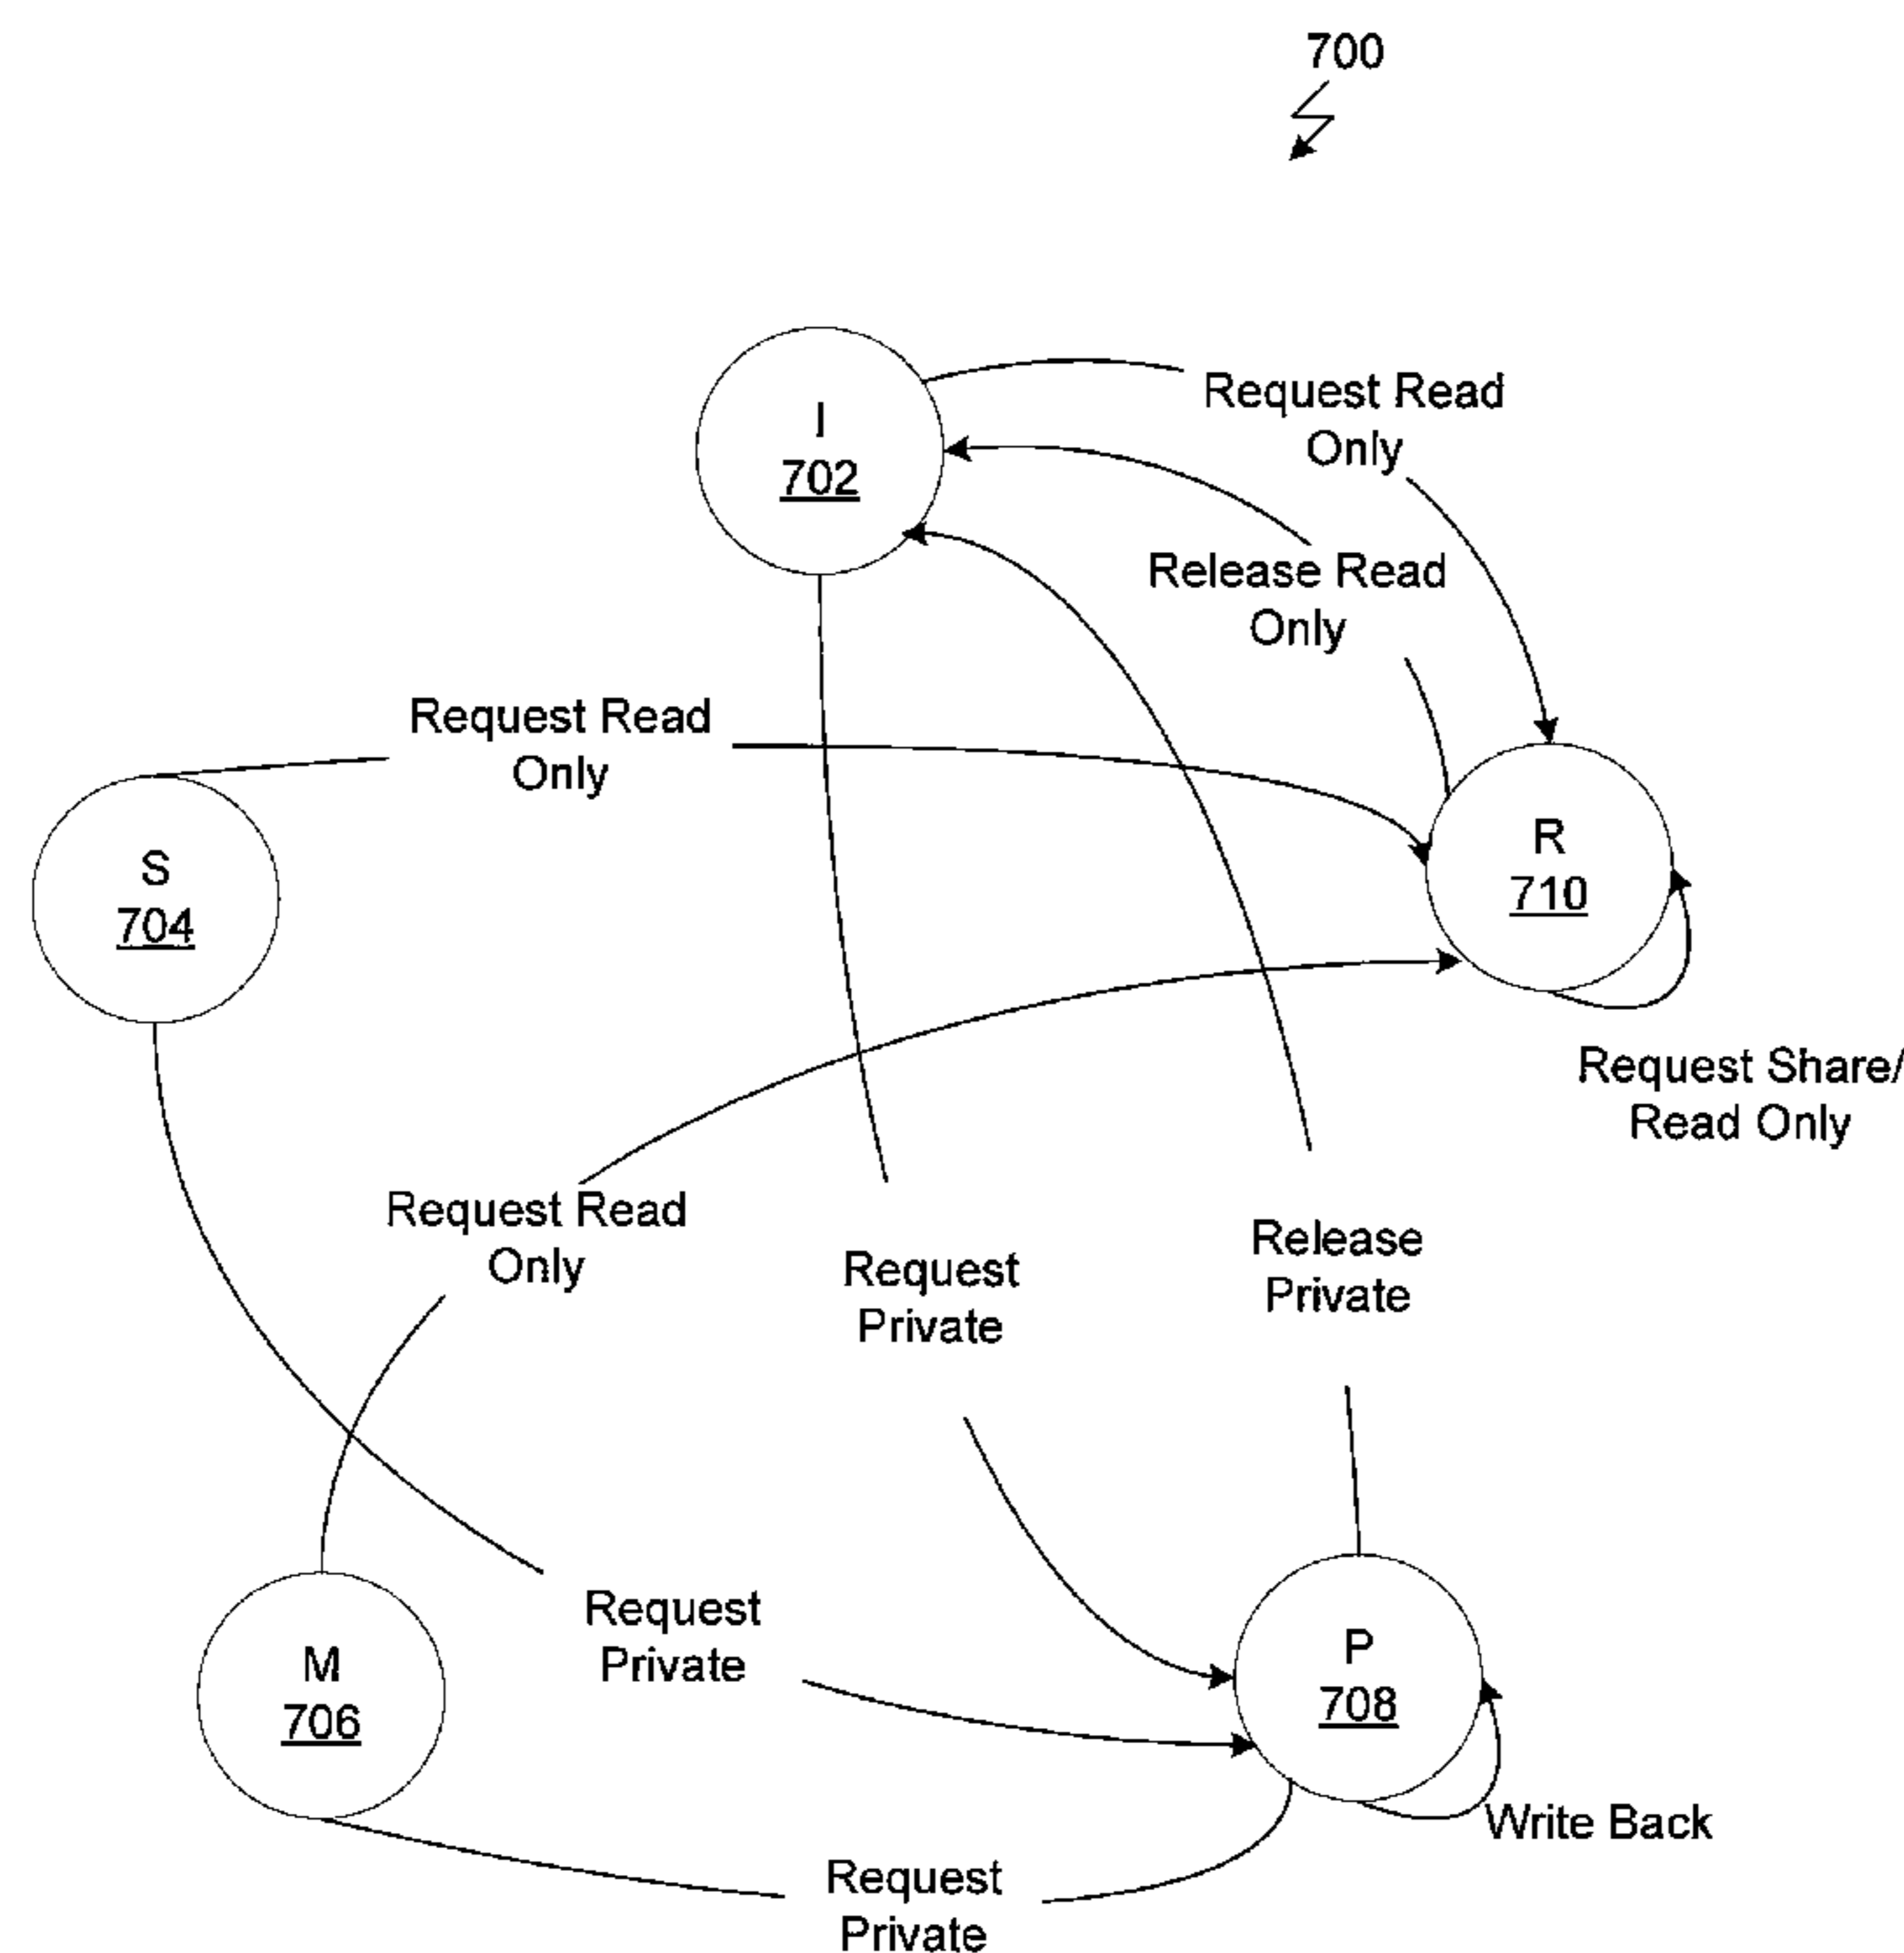 700
I
702
Request Read
Only
Release Read
Only
Request Read
Only
S
704
R
710
Request Share/
Read Only
Request Read
Only
Request
Private
Release
Private
Request
Private
M
706
P
708
Write Back
Request
Private